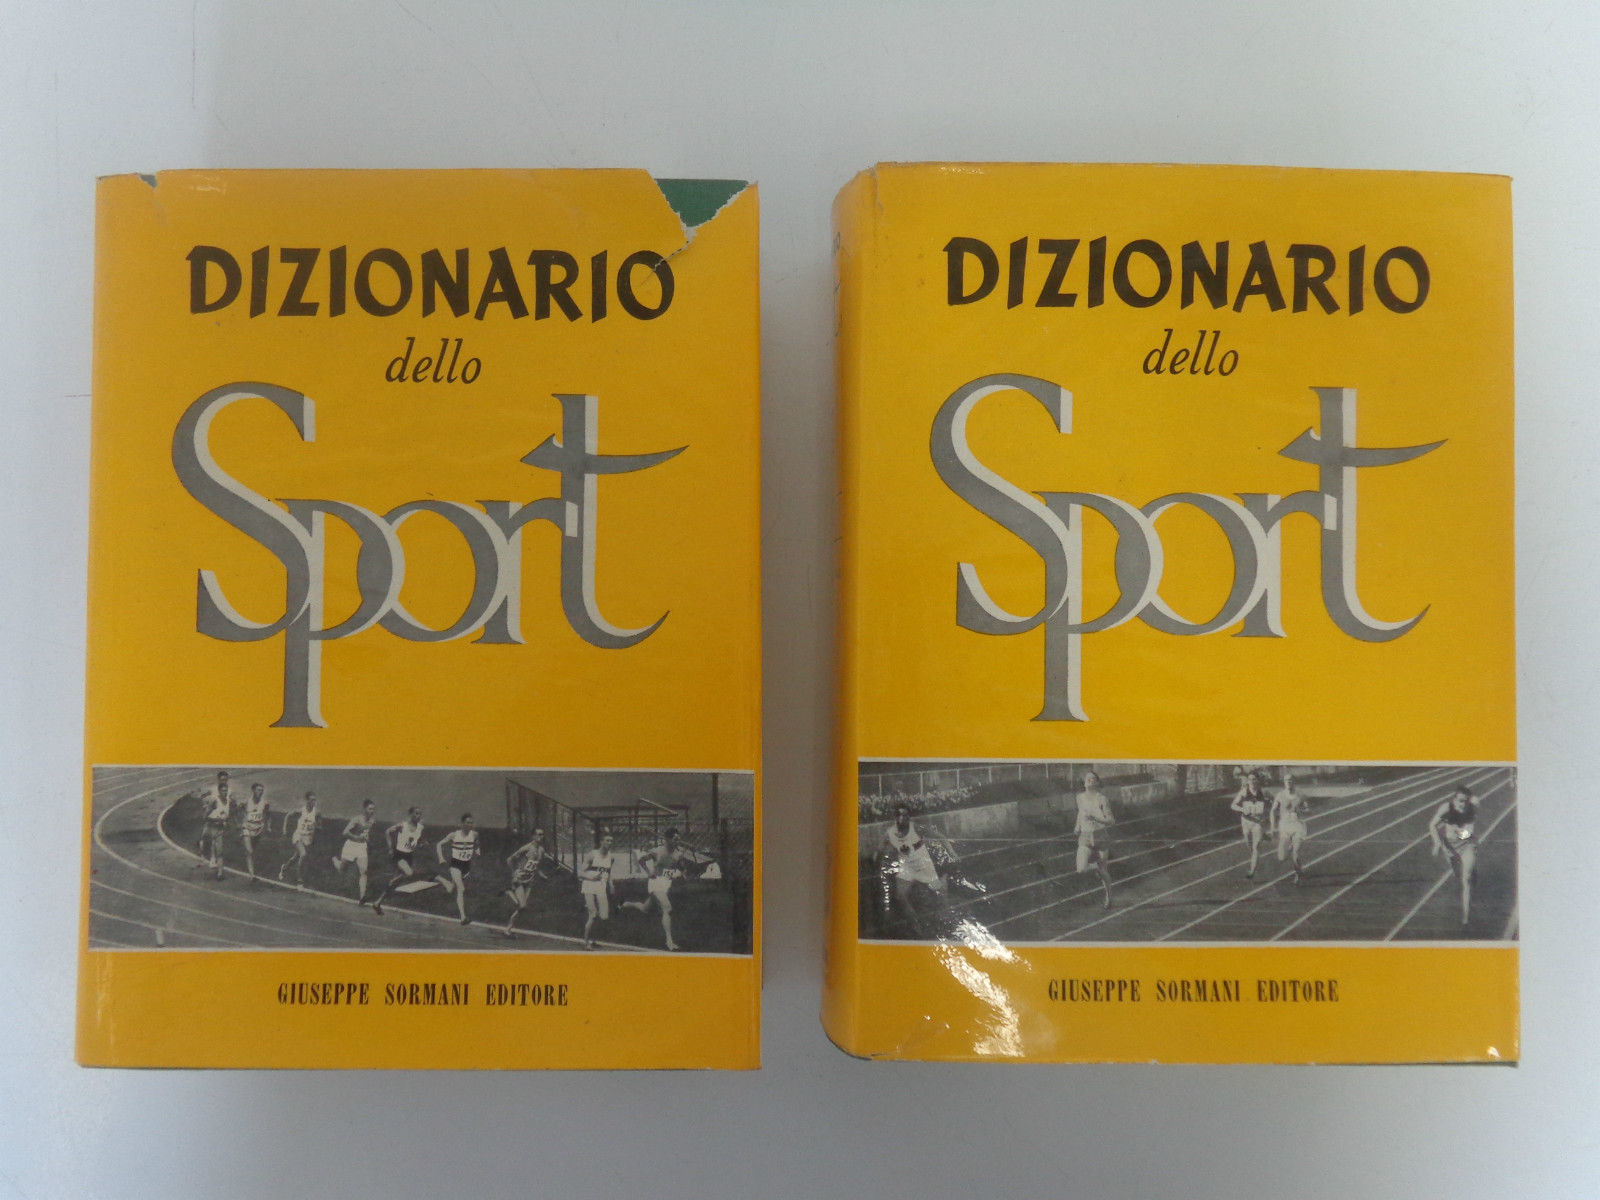 DIZIONARIO
dello
Sport
GIUSEPPE SORMANI EDITORE
DIZIONARIO
dello
Sport
GIUSEPPE SORMANI EDITORE